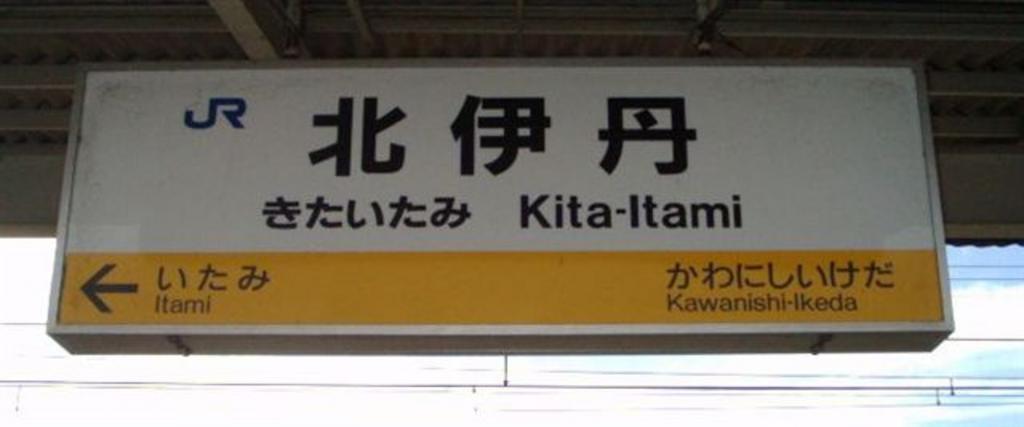 JR 北伊丹
きたいたみ Kita-Itami
← いたみ かわにしいけだ
Itami Kawanishi-Ikeda